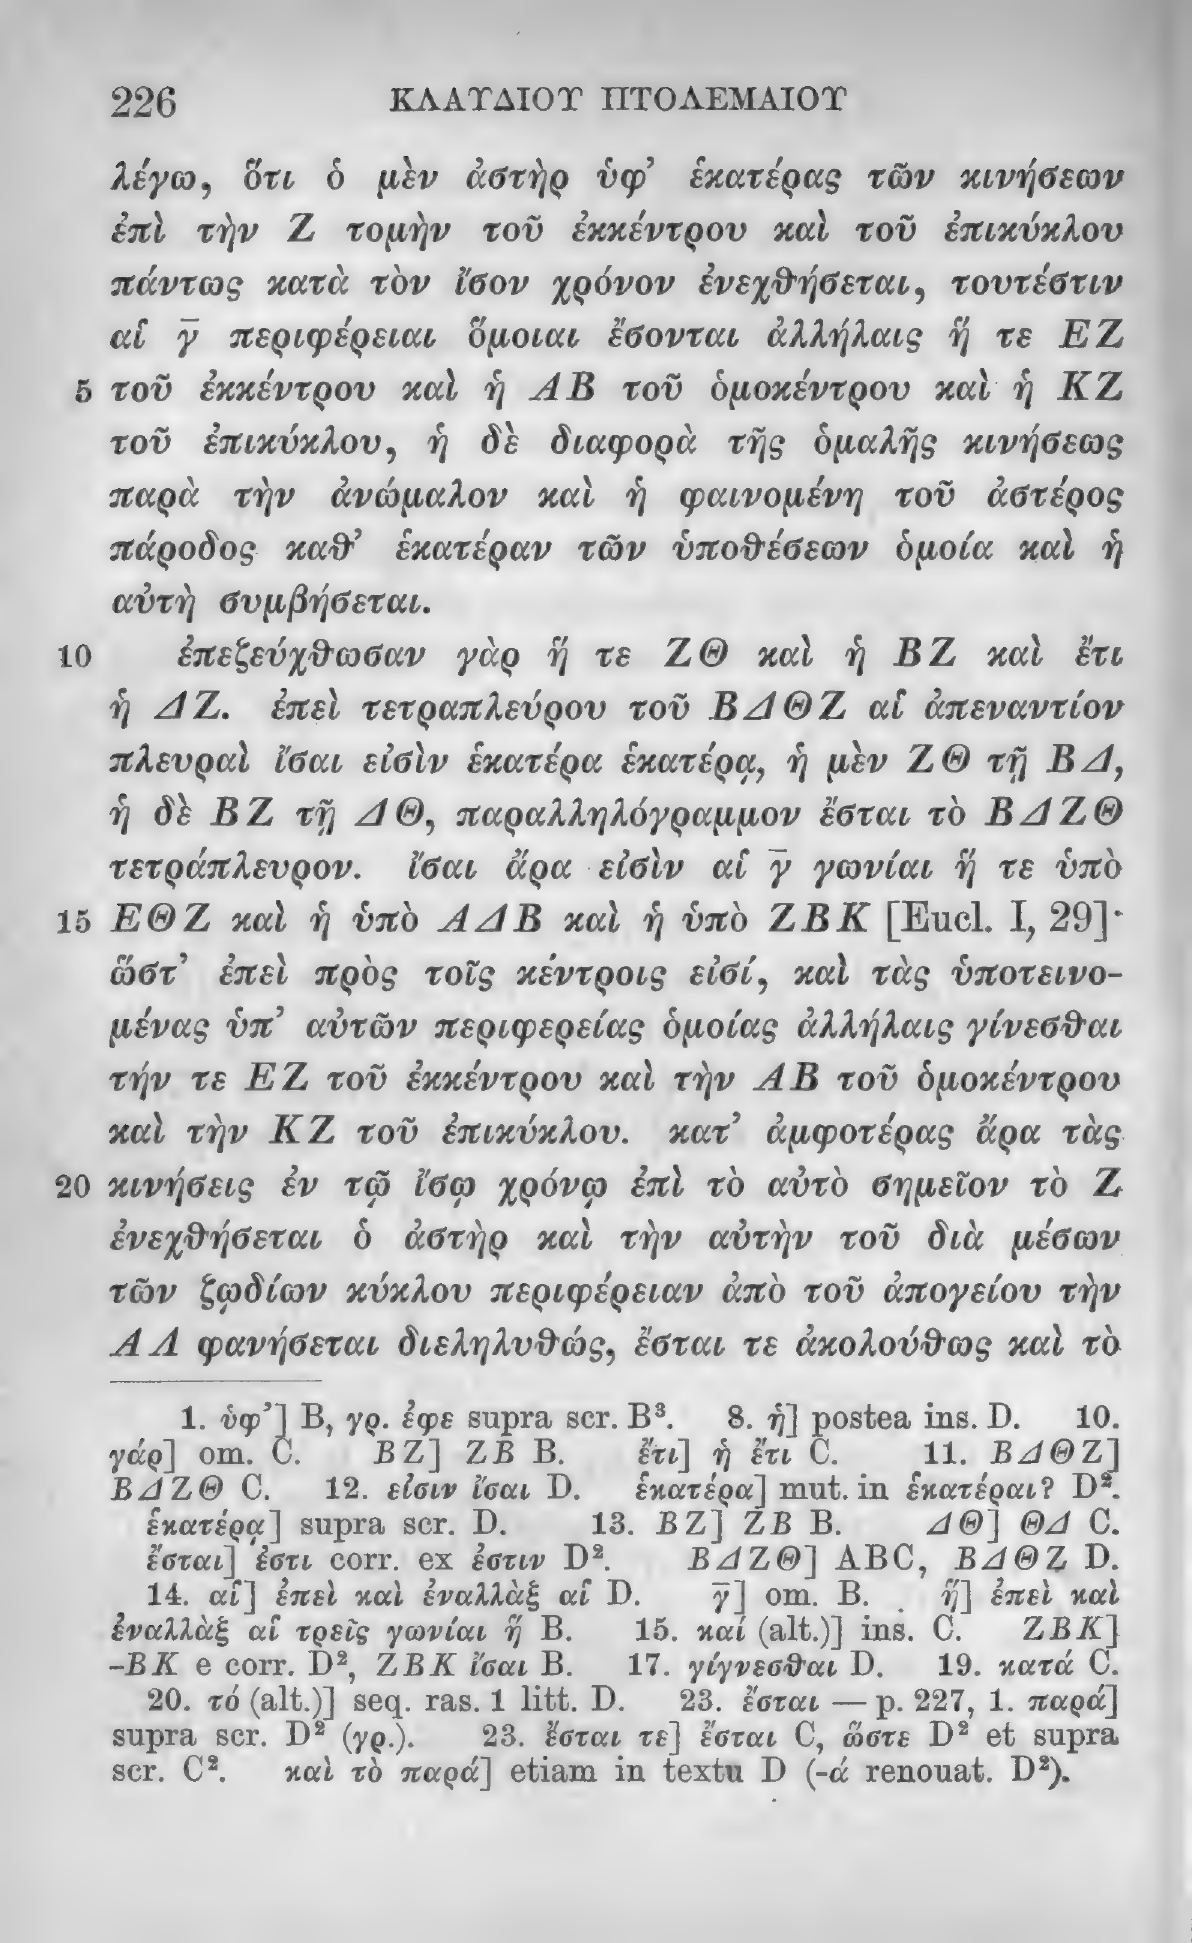 226 ΚΛΑΥΔΙΟΥ ΠΤΟΛΕΜΑΙΟΥ
λέγω, ὅτι ὁ μὲν ἀστὴρ ὑφ’ ἑκατέρας τῶν κινήσεων
ἐπὶ τὴν Ζ τομὴν τοῦ ἐκκέντρου καὶ τοῦ ἐπικύκλου
πάντως κατὰ τὸν ἴσον χρόνον ἐνεχθήσεται, τουτέστιν
αἱ γ̅ περιφέρειαι ὅμοιαι ἔσονται ἀλλήλαις ἥ τε ΕΖ
5 τοῦ ἐκκέντρου καὶ ἡ ΑΒ τοῦ ὁμοκέντρου καὶ ἡ ΚΖ
τοῦ ἐπικύκλου, ἡ δὲ διαφορὰ τῆς ὁμαλῆς κινήσεως
παρὰ τὴν ἀνώμαλον καὶ ἡ φαινομένη τοῦ ἀστέρος
πάροδος καθ’ ἑκατέραν τῶν ὑποθέσεων ὁμοία καὶ ἡ
αὐτὴ συμβήσεται.
10 ἐπεζεύχθωσαν γὰρ ἥ τε ΖΘ καὶ ἡ ΒΖ καὶ ἔτι
ἡ ΔΖ. ἐπεὶ τετραπλεύρου τοῦ ΒΔΘΖ αἱ ἀπεναντίον
πλευραὶ ἴσαι εἰσὶν ἑκατέρα ἑκατέρᾳ, ἡ μὲν ΖΘ τῇ ΒΔ,
ἡ δὲ ΒΖ τῇ ΔΘ, παραλληλόγραμμον ἔσται τὸ ΒΔΖΘ
τετράπλευρον. ἴσαι ἄρα εἰσὶν αἱ γ̅ γωνίαι ἥ τε ὑπὸ
15 ΕΘΖ καὶ ἡ ὑπὸ ΑΔΒ καὶ ἡ ὑπὸ ΖΒΚ [Eucl. I, 29]·
ὥστ’ ἐπεὶ πρὸς τοῖς κέντροις εἰσί, καὶ τὰς ὑποτεινο-
μένας ὑπ’ αὐτῶν περιφερείας ὁμοίας ἀλλήλαις γίνεσθαι
τήν τε ΕΖ τοῦ ἐκκέντρου καὶ τὴν ΑΒ τοῦ ὁμοκέντρου
καὶ τὴν ΚΖ τοῦ ἐπικύκλου. κατ’ ἀμφοτέρας ἄρα τὰς
20 κινήσεις ἐν τῷ ἴσῳ χρόνῳ ἐπὶ τὸ αὐτὸ σημεῖον τὸ Ζ
ἐνεχθήσεται ὁ ἀστὴρ καὶ τὴν αὐτὴν τοῦ διὰ μέσων
τῶν ζῳδίων κύκλου περιφέρειαν ἀπὸ τοῦ ἀπογείου τὴν
ΑΛ φανήσεται διεληλυθώς, ἔσται τε ἀκολούθως καὶ τὸ
1. ὑφ’] B, γρ. ἐφε supra scr. B³. 8. ἡ] postea ins. D. 10.
γάρ] om. C. ΒΖ] ΖΒ B. ἔτι] ἡ ἔτι C. 11. ΒΔΘΖ]
ΒΔΖΘ C. 12. εἰσιν ἴσαι D. ἑκατέρα] mut. in ἑκατέραι? D².
ἑκατέρᾳ] supra scr. D. 13. ΒΖ] ΖΒ B. ΔΘ] ΘΔ C.
ἔσται] ἐστι corr. ex ἐστιν D². ΒΔΖΘ] ABC, ΒΔΘΖ D.
14. αἱ] ἐπεὶ καὶ ἐναλλὰξ αἱ D. γ̅] om. B. ἥ] ἐπεὶ καὶ
ἐναλλὰξ αἱ τρεῖς γωνίαι ἥ B. 15. καί (alt.)] ins. C. ΖΒΚ]
-ΒΚ e corr. D², ΖΒΚ ἴσαι B. 17. γίγνεσθαι D. 19. κατά C.
20. τό (alt.)] seq. ras. 1 litt. D. 23. ἔσται — p. 227, 1. παρά]
supra scr. D² (γρ.). 23. ἔσται τε] ἔσται C, ὥστε D² et supra
scr. C². καὶ τὸ παρά] etiam in textu D (-ά renouat. D²).